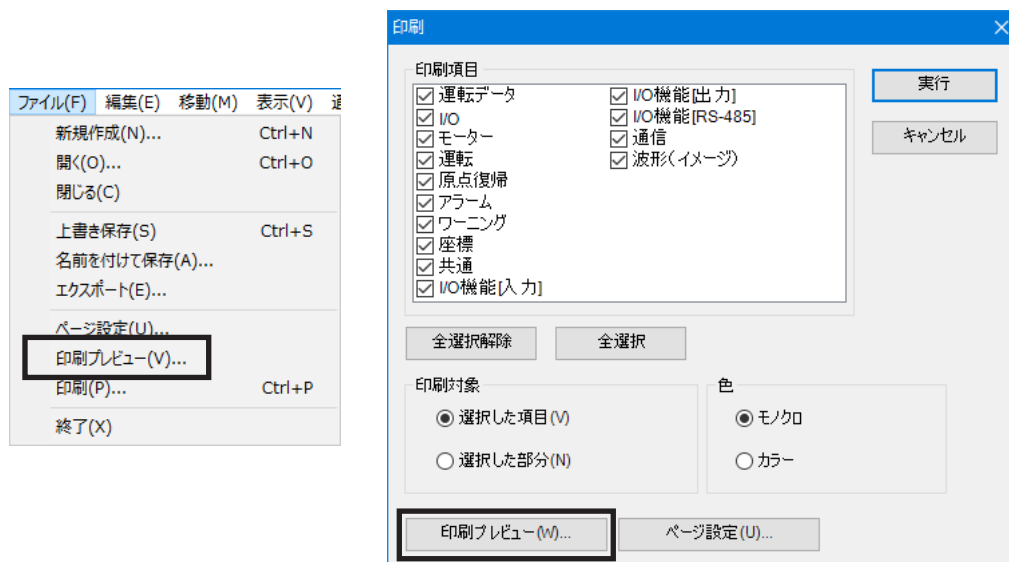 ファイル(F) 編集(E) 移動(M) 表示(V)
新規作成(N)... Ctrl+N
開く(O)... Ctrl+O
閉じる(C)
上書き保存(S) Ctrl+S
名前を付けて保存(A)...
エクスポート(E)...
ページ設定(U)...
印刷プレビュー(V)...
印刷(P)... Ctrl+P
終了(X)
印刷
印刷項目
運転データ
I/O
モーター
運転
原点復帰
アラーム
ワーニング
座標
共通
I/O機能[入力]
I/O機能[出力]
I/O機能[RS-485]
通信
波形(イメージ)
実行
キャンセル
全選択解除 全選択
印刷対象
選択した項目(V)
選択した部分(N)
色
モノクロ
カラー
印刷プレビュー(W)... ページ設定(U)...